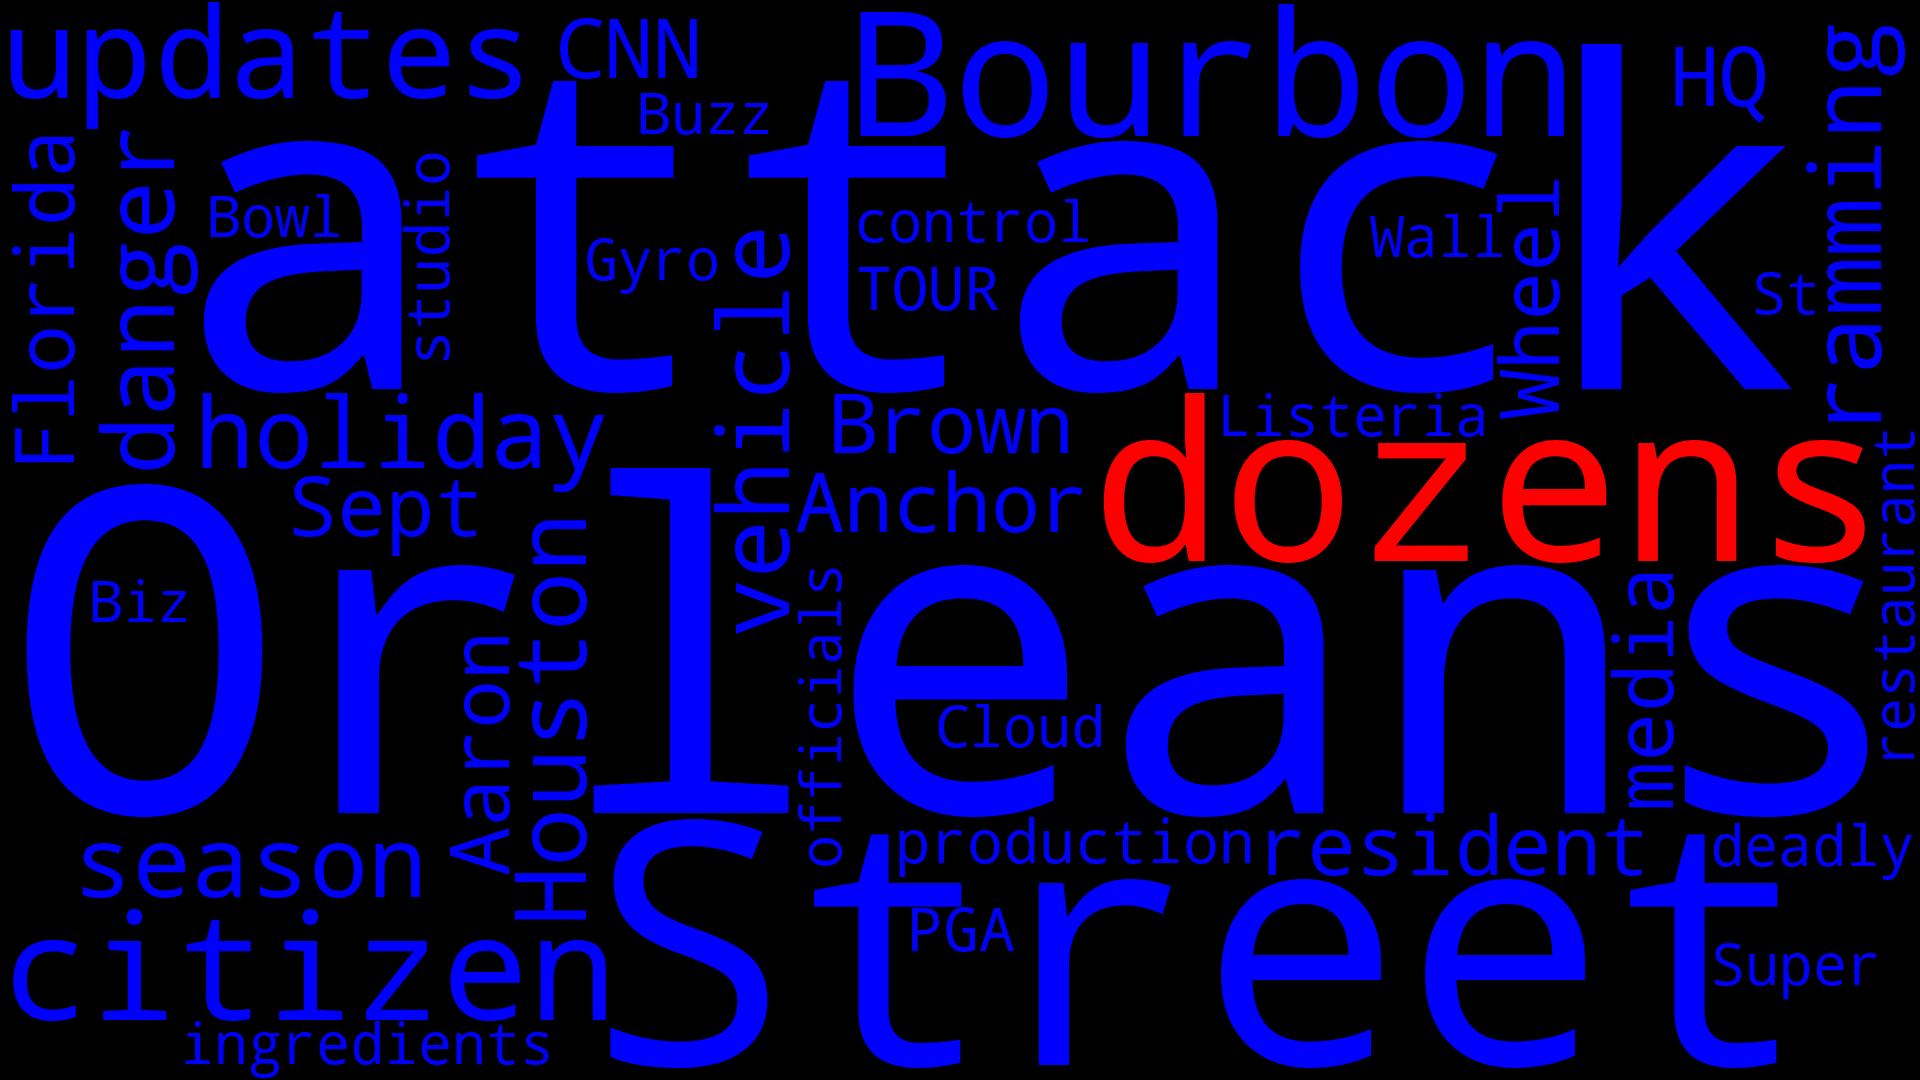 updates
CNN
Bourbon
HQ
Buzz
attack
ramming
Florida
danger
Bowl
studio
Gyro
vehicle
control
TOUR
Wall
Wheel
St
holiday
Brown
Listeria
dozens
Sept
Anchor
restaurant
Orleans
Biz
Aaron
Houston
officials
Cloud
media
season
Street
production
resident
deadly
citizen
PGA
Super
ingredients